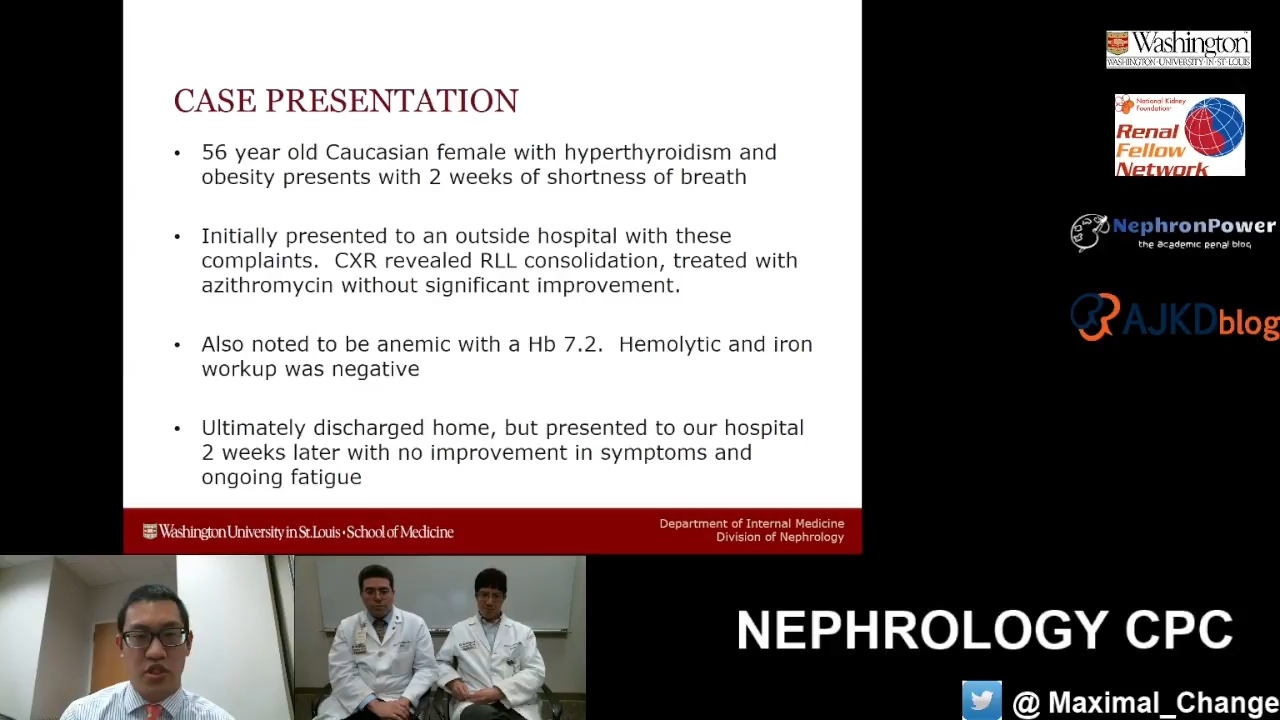 CASE PRESENTATION
• 56 year old Caucasian female with hyperthyroidism and
obesity presents with 2 weeks of shortness of breath
• Initially presented to an outside hospital with these
complaints.  CXR revealed RLL consolidation, treated with
azithromycin without significant improvement.
• Also noted to be anemic with a Hb 7.2.  Hemolytic and iron
workup was negative
• Ultimately discharged home, but presented to our hospital
2 weeks later with no improvement in symptoms and
ongoing fatigue
Washington University in St. Louis • School of Medicine
Department of Internal Medicine
Division of Nephrology
Washington
WASHINGTON·UNIVERSITY·IN·ST·LOUIS
National Kidney
Foundation
Renal
Fellow
Network
NephronPower
the academic renal blog
AJKDblog
NEPHROLOGY CPC
@ Maximal_Change